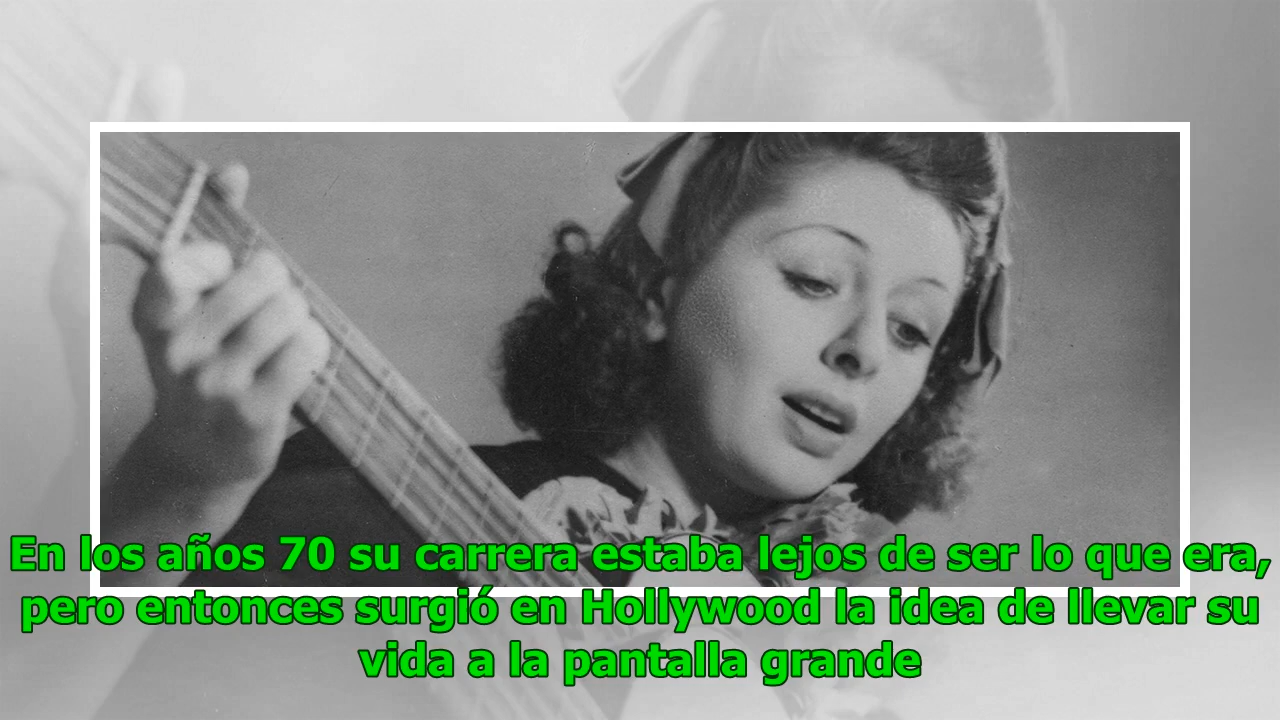 En los años 70 su carrera estaba lejos de ser lo que era,
pero entonces surgió en Hollywood la idea de llevar su
vida a la pantalla grande